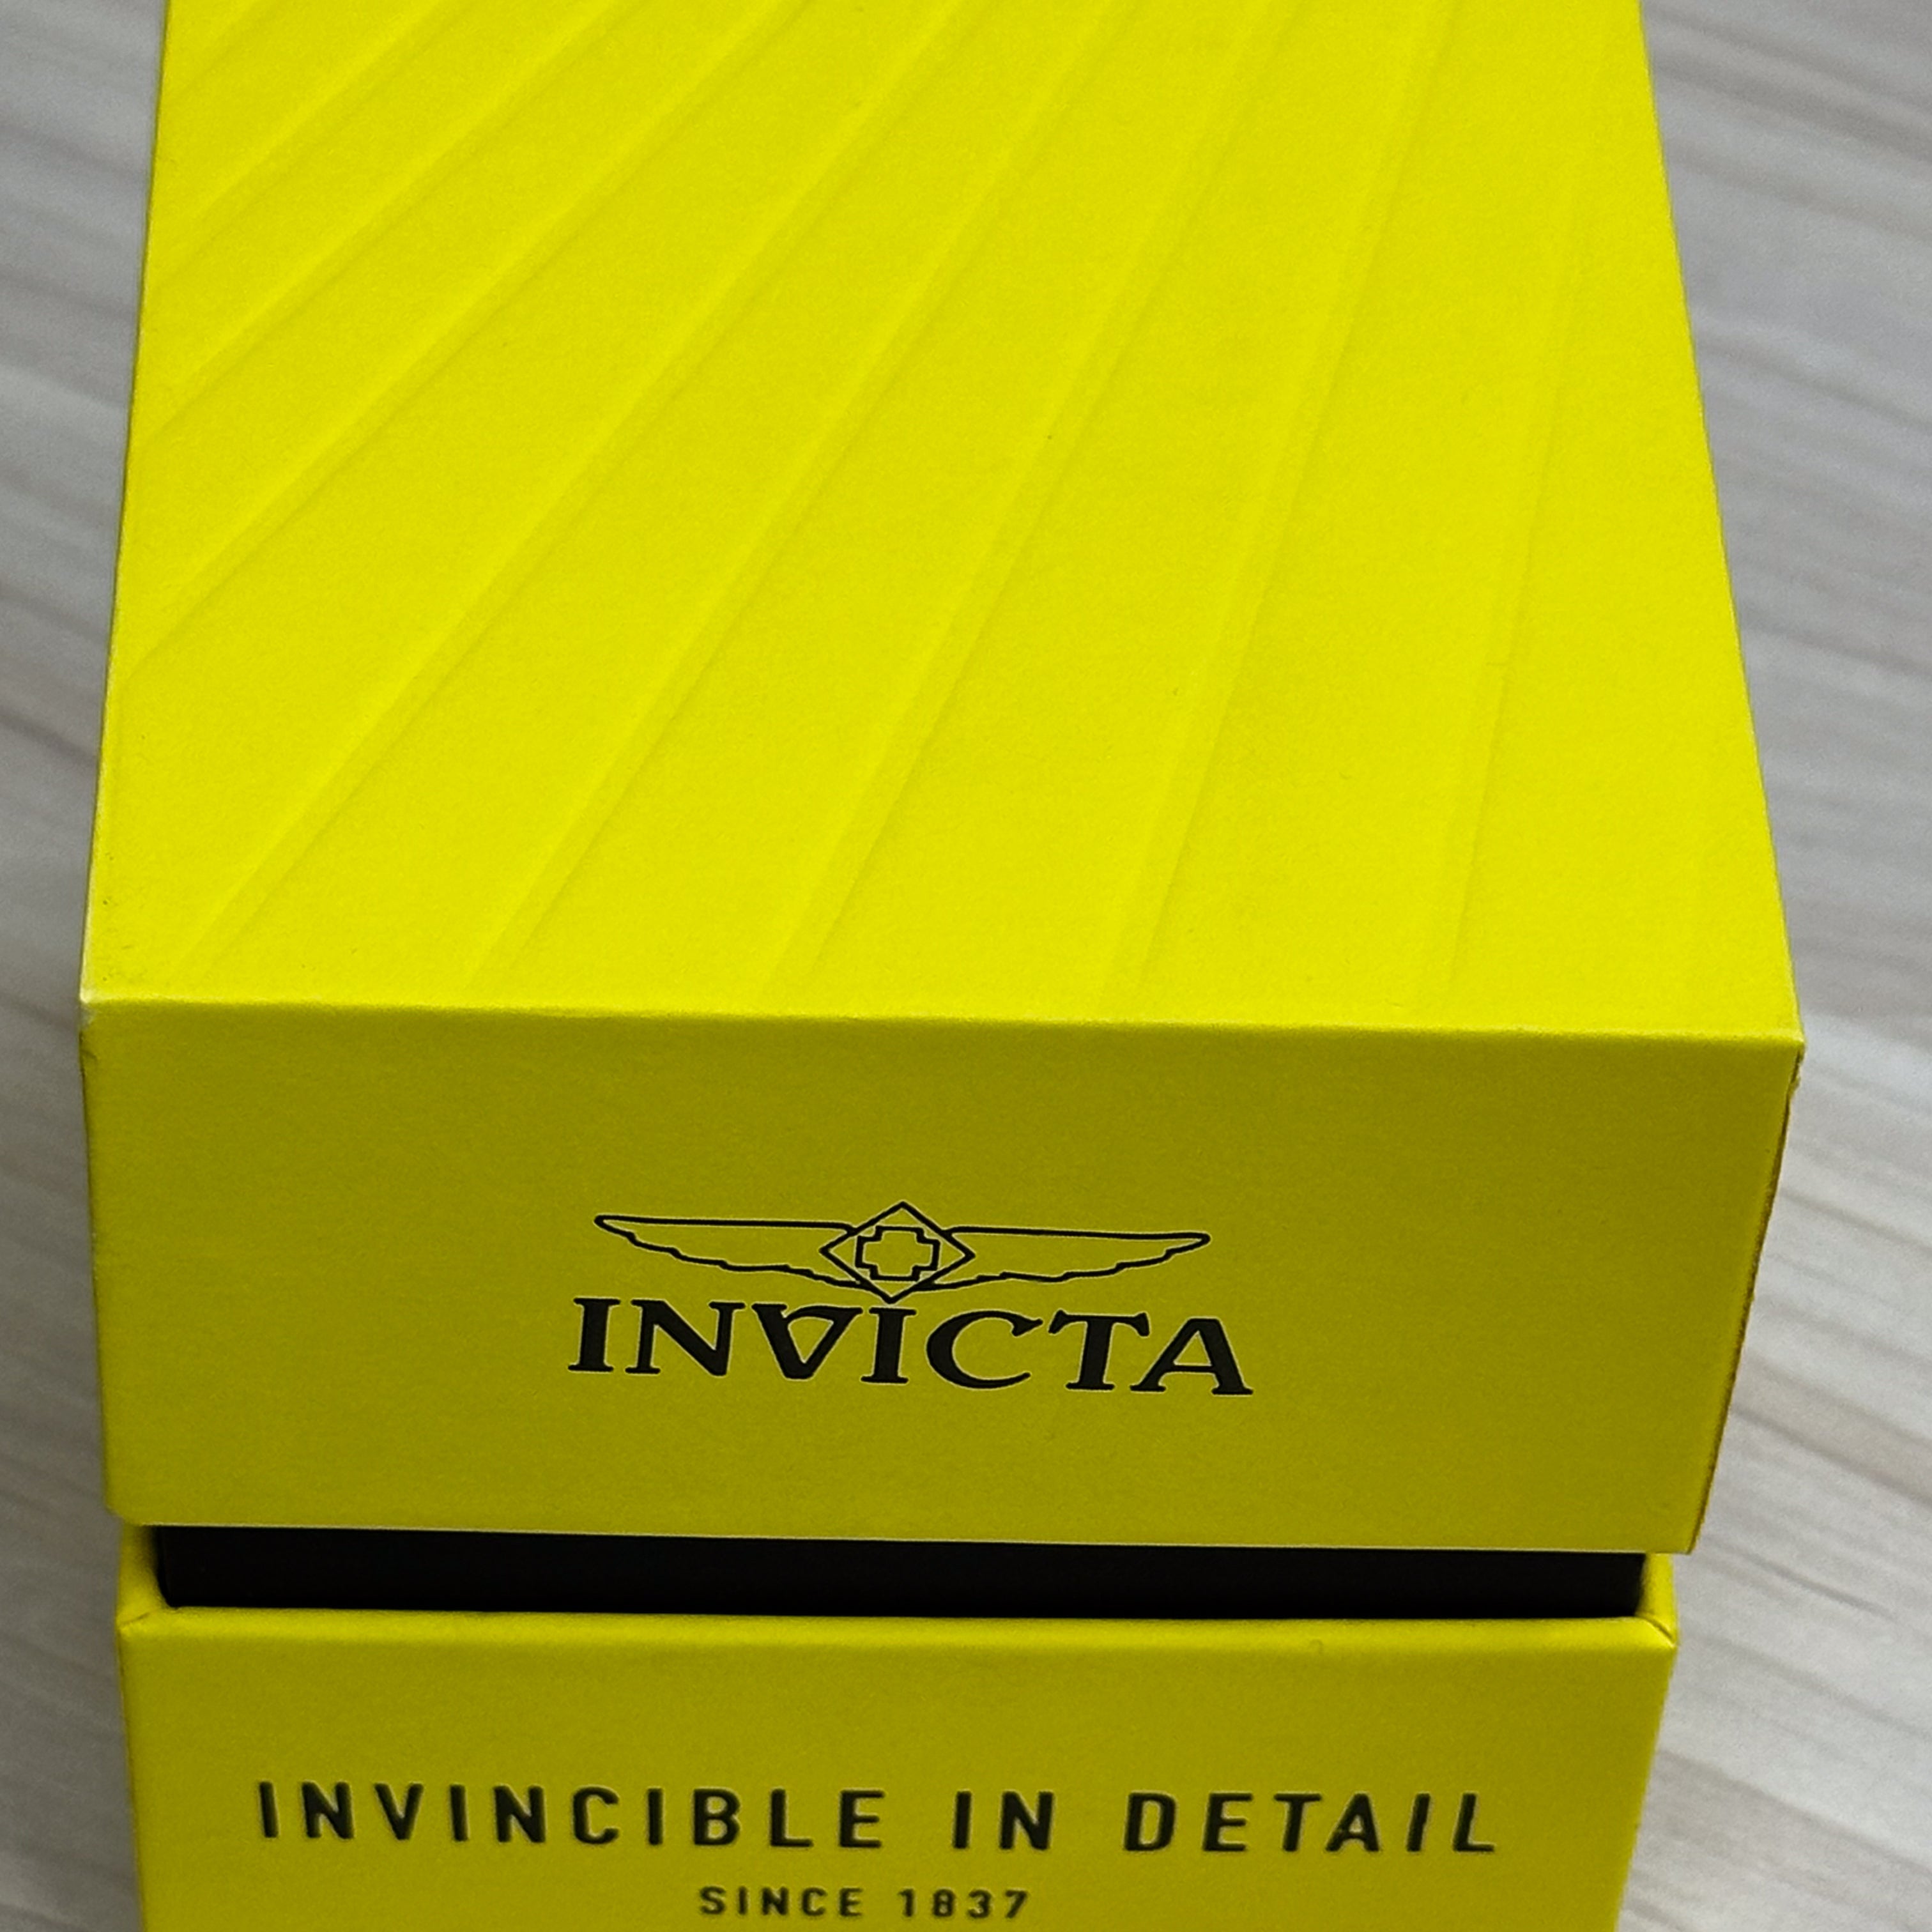 INVICTA
INVINCIBLE IN DETAIL
SINCE 1837